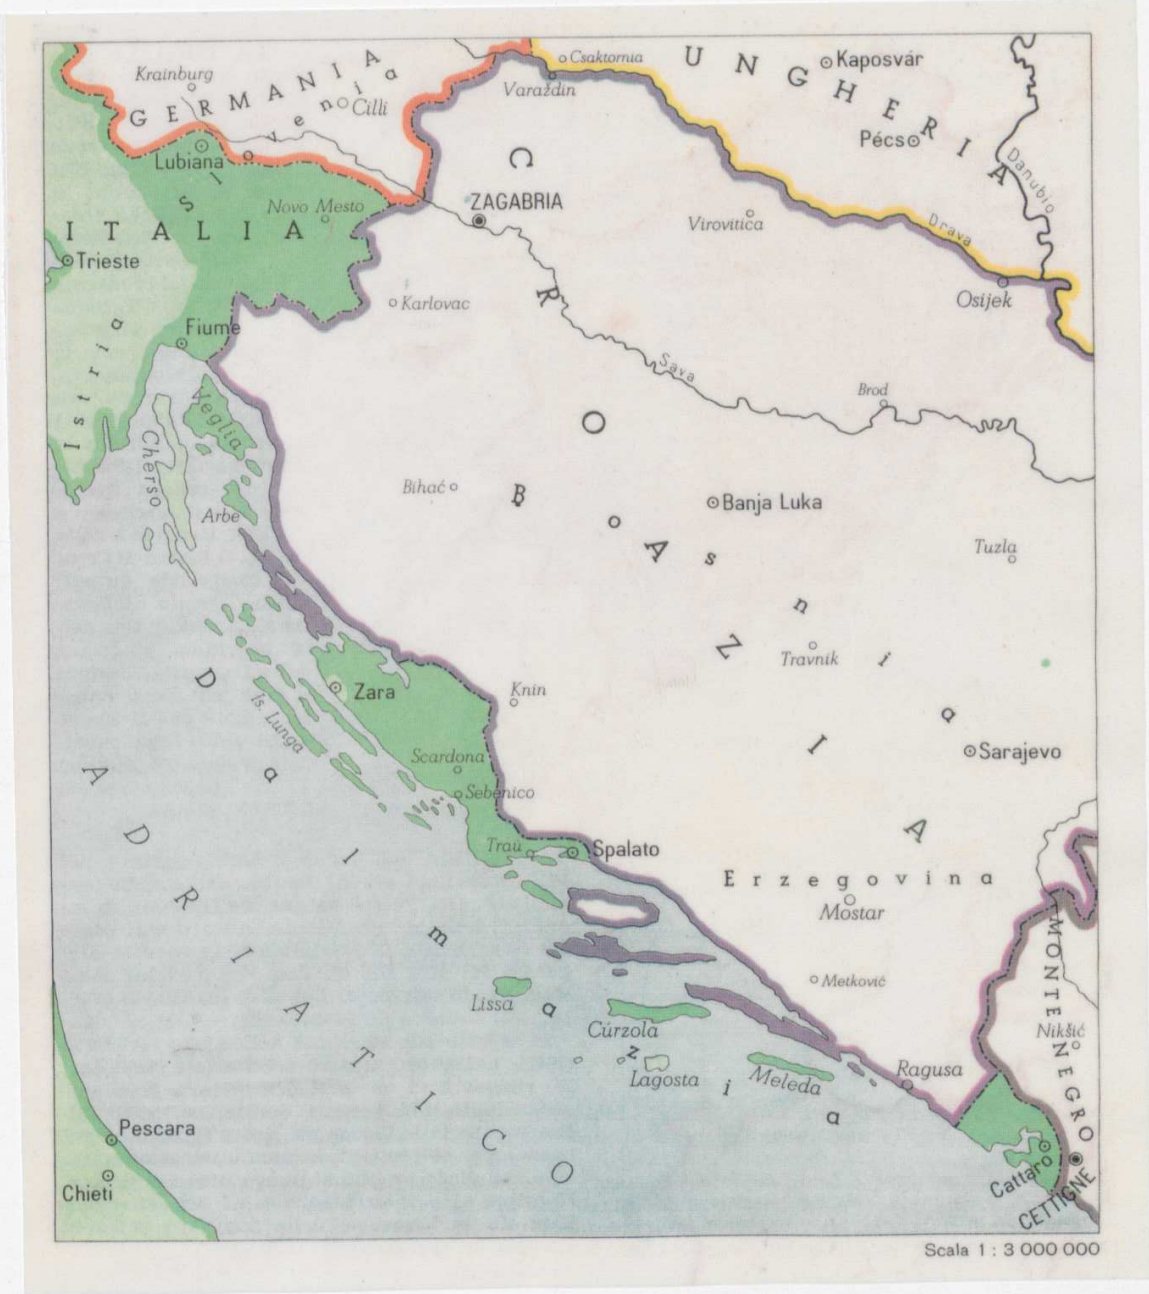 GERMANIA
Krainburg
Cilli
Slovenia
Lubiana
Novo Mesto
ITALIA
Trieste
Istria
Fiume
UNGHERIA
Csaktornia
Kaposvár
Varaždin
Pécs
Danubio
Drava
Virovitica
Osijek
CROAZIA
ZAGABRIA
Karlovac
Sava
Brod
Veglia
Cherso
Arbe
Bihać
Banja Luka
Bosnia
Tuzla
Travnik
Sarajevo
Knin
Zara
Is. Lunga
Scardona
Sebenico
Traù
Spalato
Dalmazia
ADRIATICO
Erzegovina
Mostar
Metković
Lissa
Cúrzola
Lagosta
Meleda
Ragusa
MONTENEGRO
Nikšić
Cattaro
CETTIGNE
Pescara
Chieti
Scala 1 : 3 000 000